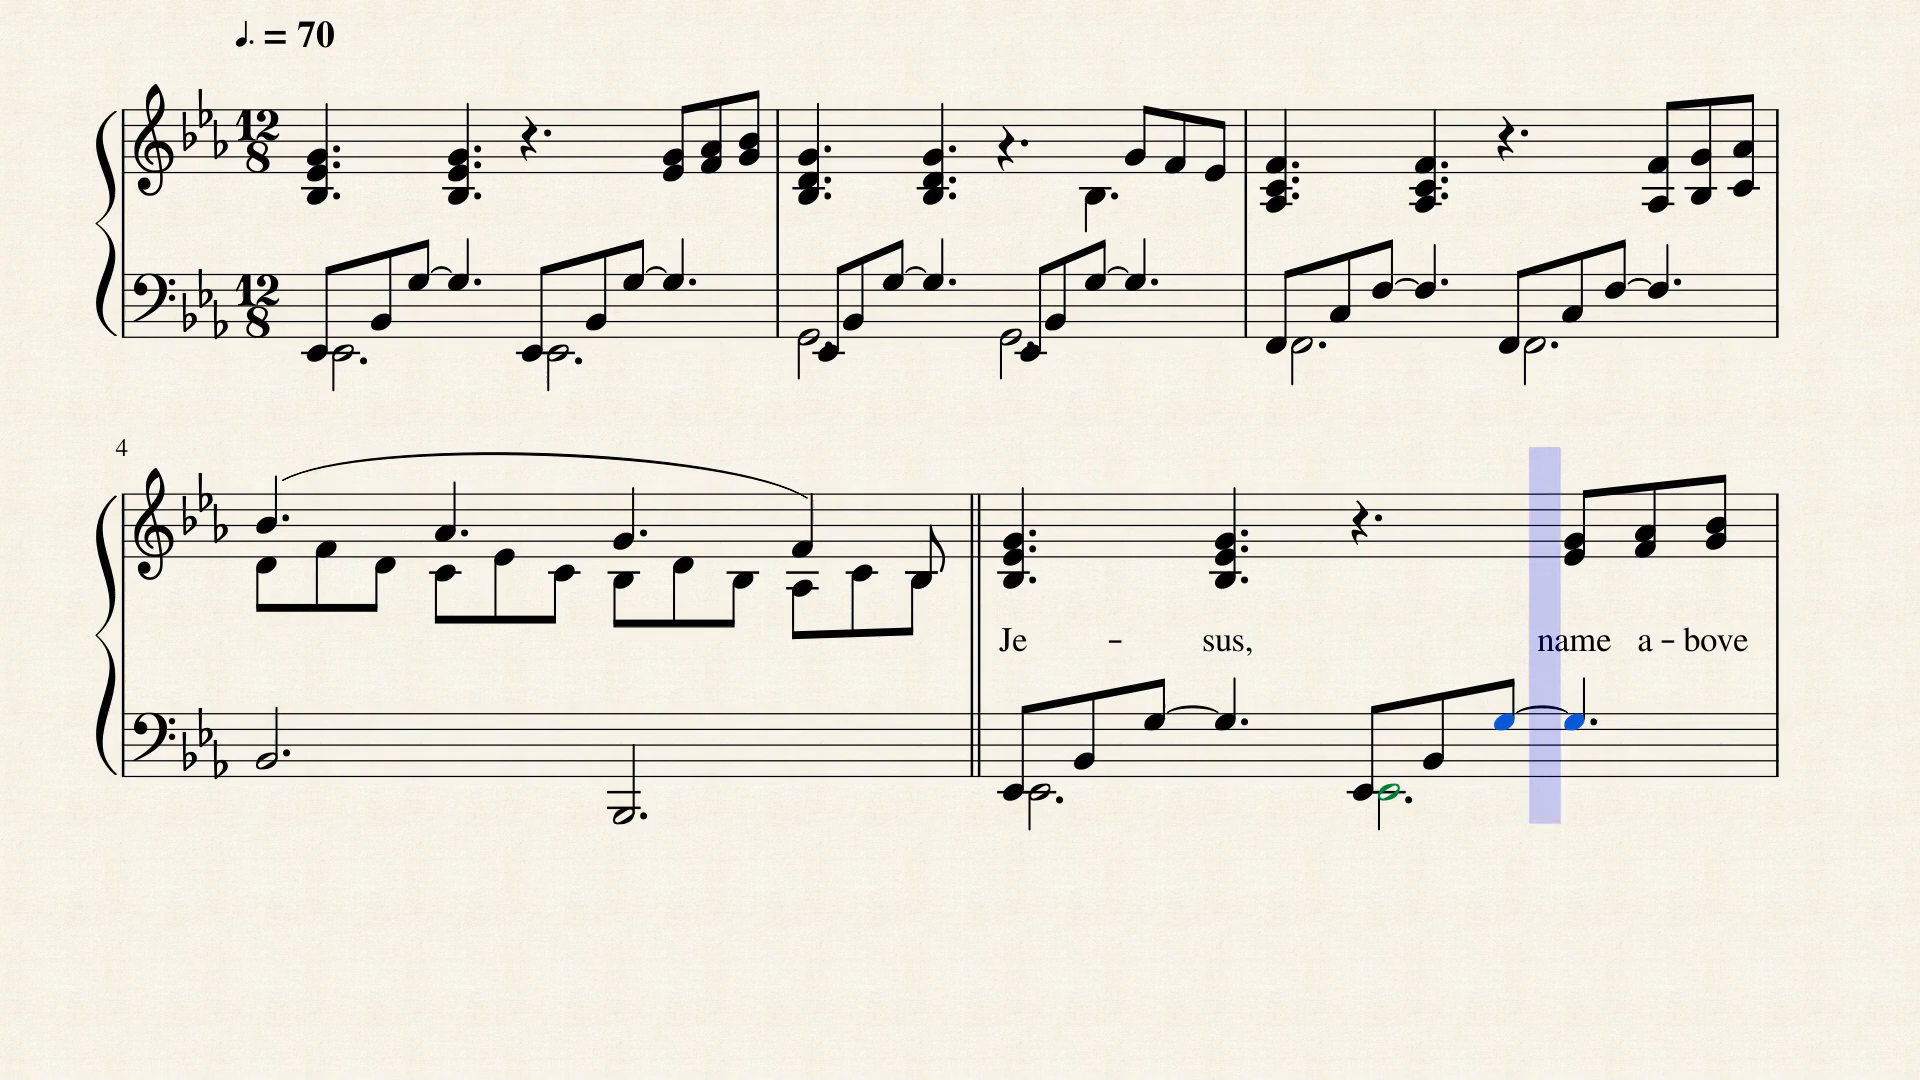 ♩. = 70
12
8
12
8
4
Je - sus, name a - bove